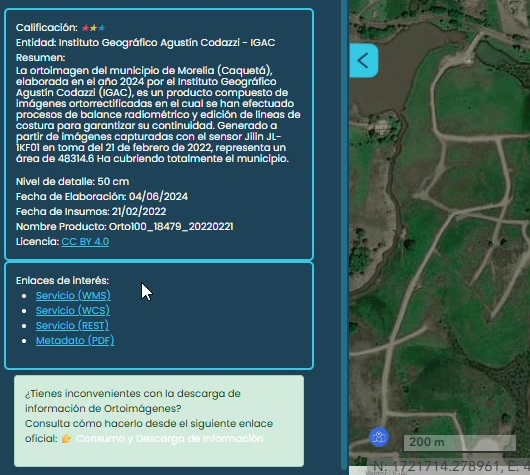 Calificación:
Entidad: Instituto Geográfico Agustín Codazzi - IGAC
Resumen:
La ortoimagen del municipio de Morelia (Caquetá),
elaborada en el año 2024 por el Instituto Geográfico
Agustín Codazzi (IGAC), es un producto compuesto de
imágenes ortorrectificadas en el cual se han efectuado
procesos de balance radiométrico y edición de líneas de
costura para garantizar su continuidad. Generado a
partir de imágenes capturadas con el sensor Jilin JL-
1KF01 en toma del 21 de febrero de 2022, representa un
área de 48314.6 Ha cubriendo totalmente el municipio.
Nivel de detalle: 50 cm
Fecha de Elaboración: 04/06/2024
Fecha de Insumos: 21/02/2022
Nombre Producto: Orto100_18479_20220221
Licencia: CC BY 4.0
Enlaces de interés:
Servicio (WMS)
Servicio (WCS)
Servicio (REST)
Metadato (PDF)
¿Tienes inconvenientes con la descarga de
información de Ortoimágenes?
Consulta cómo hacerlo desde el siguiente enlace
oficial: 👉 Consumo y Descarga de Información
200 m
N: 1721714.278961, E: